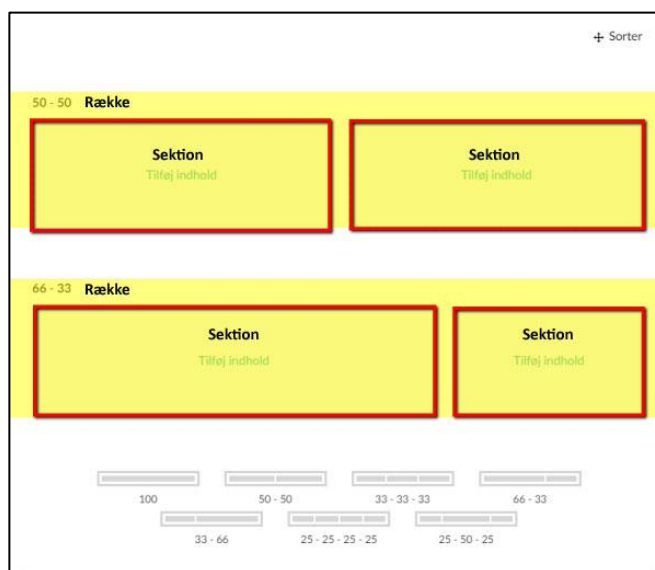 Sorter
50 - 50 Række
Sektion Sektion
Tilføj indhold Tilføj indhold
66 - 33 Række
Sektion Sektion
Tilføj indhold Tilføj indhold
100 50 - 50 33 - 33 - 33 66 - 33
33 - 66 25 - 25 - 25 - 25 25 - 50 - 25